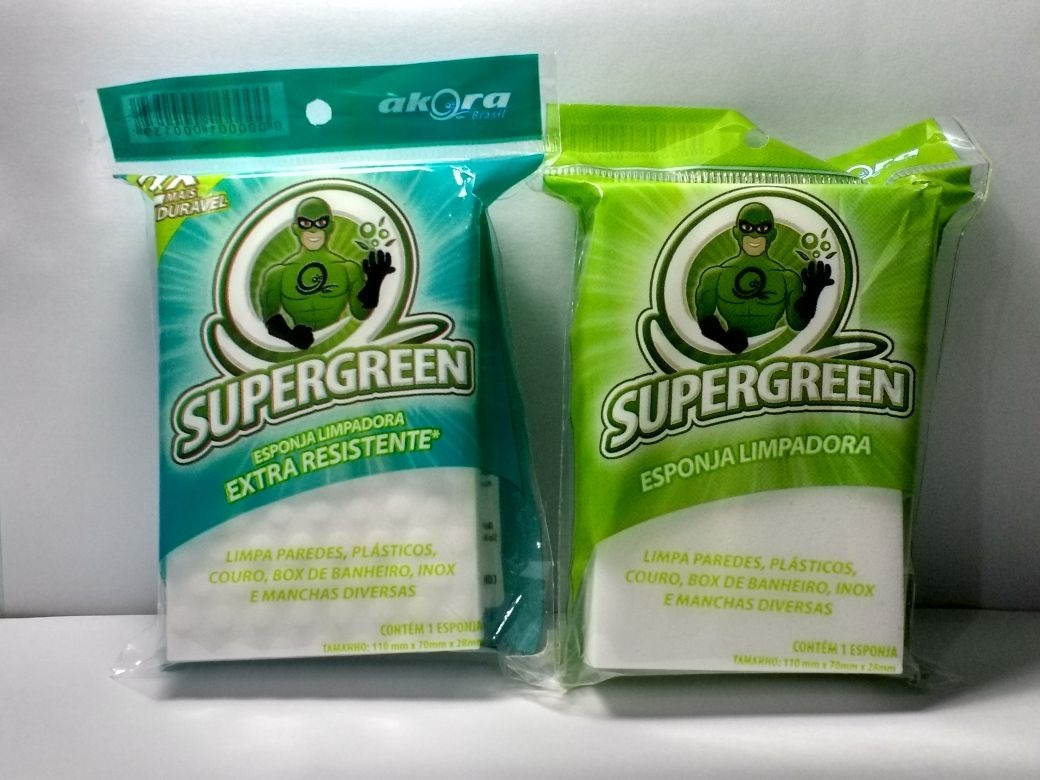 àkora
Brasil
MAIS
DURÁVEL
SUPERGREEN
ESPONJA LIMPADORA
EXTRA RESISTENTE*
LIMPA PAREDES, PLÁSTICOS,
COURO, BOX DE BANHEIRO, INOX
E MANCHAS DIVERSAS
CONTÉM 1 ESPONJA
TAMANHO: 110 mm x 70mm x 28mm
àkora
SUPERGREEN
ESPONJA LIMPADORA
LIMPA PAREDES, PLÁSTICOS,
COURO, BOX DE BANHEIRO, INOX
E MANCHAS DIVERSAS
CONTÉM 1 ESPONJA
TAMANHO: 110 mm x 70mm x 28mm